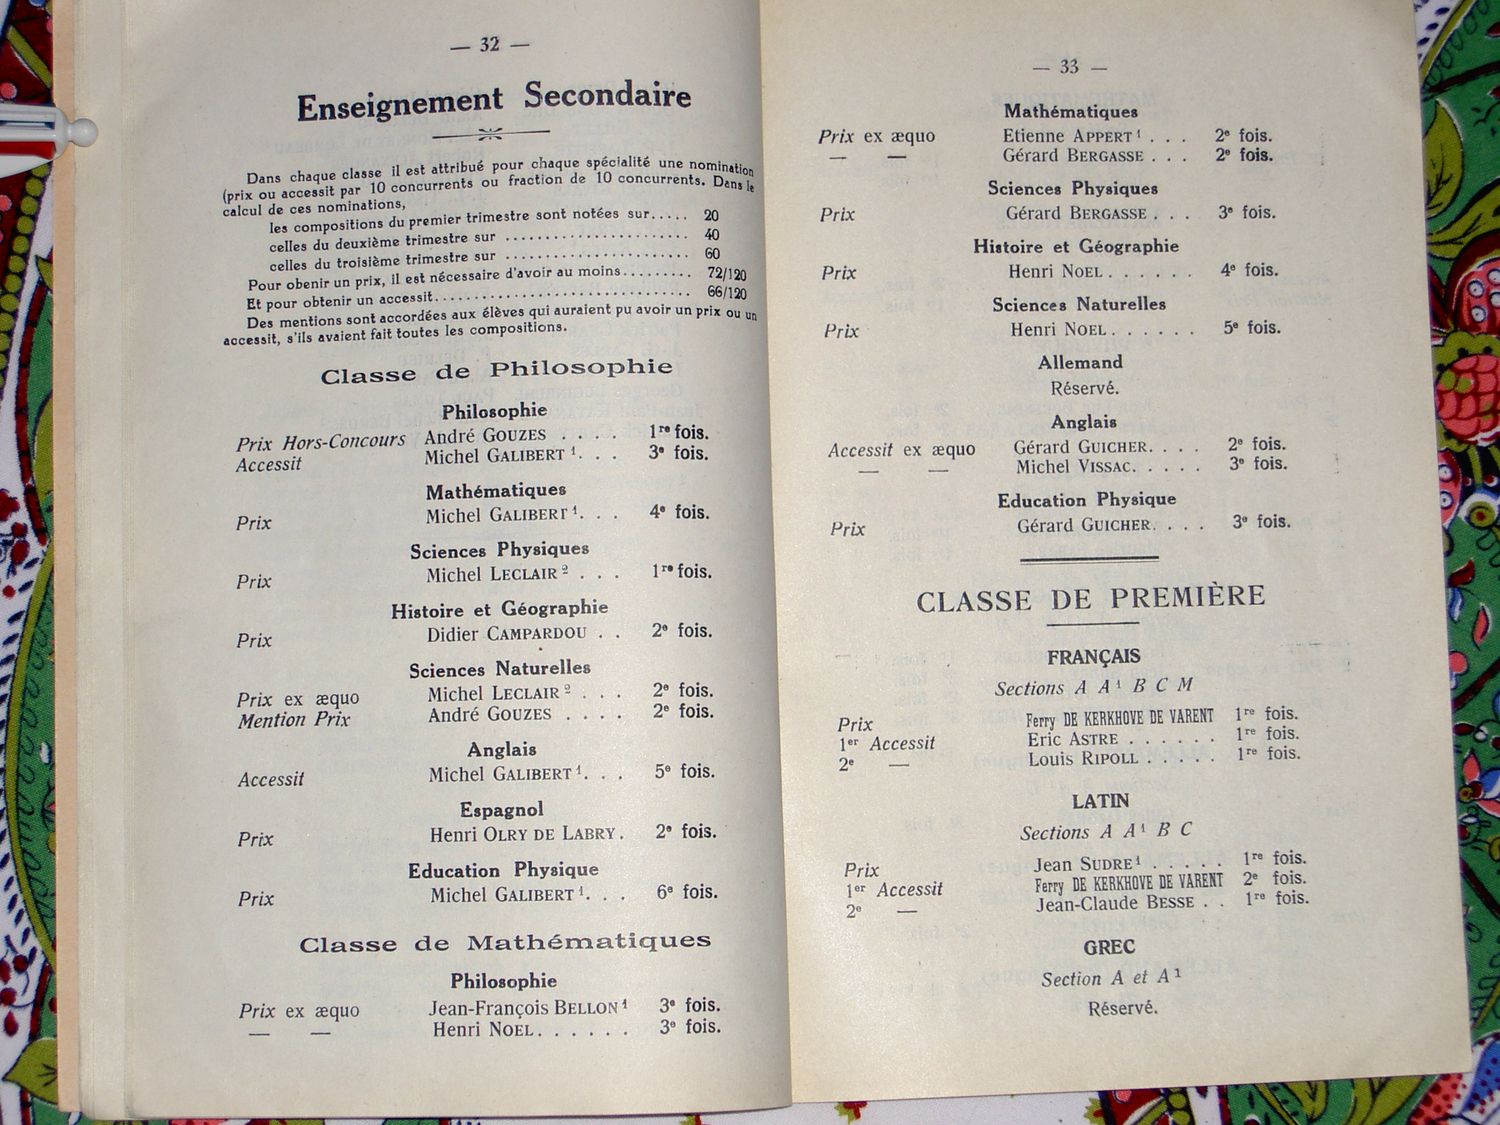 — 32 —
Enseignement Secondaire
Dans chaque classe il est attribué pour chaque spécialité une nomination
(prix ou accessit par 10 concurrents ou fraction de 10 concurrents. Dans le
calcul de ces nominations,
les compositions du premier trimestre sont notées sur..... 20
celles du deuxième trimestre sur ....................... 40
celles du troisième trimestre sur ....................... 60
Pour obenir un prix, il est nécessaire d'avoir au moins......... 72/120
Et pour obtenir un accessit................................ 66/120
Des mentions sont accordées aux élèves qui auraient pu avoir un prix ou un
accessit, s'ils avaient fait toutes les compositions.
Classe de Philosophie
Philosophie
Prix Hors-Concours André GOUZES . . . . 1re fois.
Accessit Michel GALIBERT 1. . . 3e fois.
Mathématiques
Prix Michel GALIBERT 1. . . 4e fois.
Sciences Physiques
Prix Michel LECLAIR 2 . . . 1re fois.
Histoire et Géographie
Prix Didier CAMPARDOU . . 2e fois.
Sciences Naturelles
Prix ex æquo Michel LECLAIR 2 . . . 2e fois.
Mention Prix André GOUZES . . . . 2e fois.
Anglais
Accessit Michel GALIBERT 1. . . 5e fois.
Espagnol
Prix Henri OLRY DE LABRY . 2e fois.
Education Physique
Prix Michel GALIBERT 1. . . 6e fois.
Classe de Mathématiques
Philosophie
Prix ex æquo Jean-François BELLON 1 3e fois.
— — Henri NOEL. . . . . . 3e fois.
— 33 —
Mathématiques
Prix ex æquo Etienne APPERT 1 . . . 2e fois.
— — Gérard BERGASSE . . . 2e fois.
Sciences Physiques
Prix Gérard BERGASSE . . . 3e fois.
Histoire et Géographie
Prix Henri NOEL. . . . . . 4e fois.
Sciences Naturelles
Prix Henri NOEL. . . . . . 5e fois.
Allemand
Réservé.
Anglais
Accessit ex æquo Gérard GUICHER. . . . 2e fois.
— — Michel VISSAC. . . . . 3e fois.
Education Physique
Prix Gérard GUICHER. . . . 3e fois.
CLASSE DE PREMIÈRE
FRANÇAIS
Sections A A1 B C M
Prix Ferry DE KERKHOVE DE VARENT 1re fois.
1er Accessit Eric ASTRE . . . . . . 1re fois.
2e — Louis RIPOLL . . . . . 1re fois.
LATIN
Sections A A1 B C
Prix Jean SUDRE 1 . . . . . 1re fois.
1er Accessit Ferry DE KERKHOVE DE VARENT 2e fois.
2e — Jean-Claude BESSE . . 1re fois.
GREC
Section A et A1
Réservé.